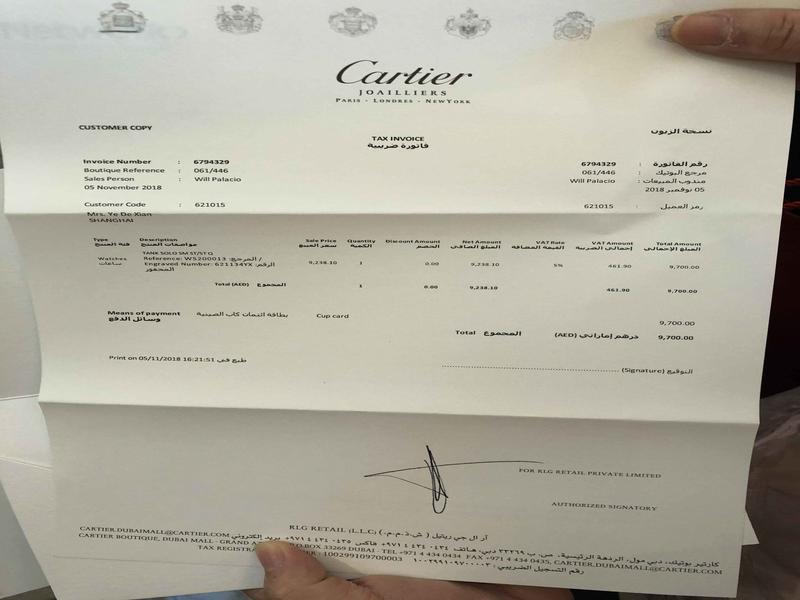 Cartier
JOAILLIERS
PARIS - LONDRES - NEW YORK
CUSTOMER COPY
نسخة الزبون
TAX INVOICE
فاتورة ضريبية
Invoice Number : 6794329
6794329 : رقم الفاتورة
Boutique Reference : 061/446
061/446 : مرجع البوتيك
Sales Person : Will Palacio
Will Palacio : مندوب المبيعات
05 November 2018
05 نوفمبر 2018
Customer Code : 621015
621015 : رمز العميل
Mrs. Ye De Xian
SHANGHAI
Type Description Sale Price Quantity Discount Amount Net Amount VAT Rate VAT Amount Total Amount
فئة المنتج مواصفات المنتج سعر المبيع الكمية الخصم المبلغ الصافي القيمة المضافة إجمالي الضريبة المبلغ الإجمالي
TANK SOLO SM ST/ST Q
Watches Reference: W5200013 :المرجع / 9,238.10 1 0.00 9,238.10 5% 461.90 9,700.00
ساعات Engraved Number: 621134YX :الرقم
المحفور
Total (AED) المجموع 1 0.00 9,238.10 461.90 9,700.00
Means of payment بطاقة ائتمان كاب الصينية Cup card 9,700.00
وسائل الدفع
Total المجموع (AED) درهم إماراتي 9,700.00
Print on 05/11/2018 16:21:51 طبع في
(Signature) التوقيع
FOR RLG RETAIL PRIVATE LIMITED
AUTHORIZED SIGNATORY
RLG RETAIL (L.L.C) آر ال جي ريتيل ( ش.ذ.م.م.)
كارتير بوتيك، دبي مول، الردهة الرئيسية، ص.ب ٣٣٢٦٩ دبي، هاتف ٠٤٣٤ ٤٣٤ ٤ ٩٧١+ فاكس ٠٤٣٥ ٤٣٤ ٤ ٩٧١+ بريد إلكتروني CARTIER.DUBAIMALL@CARTIER.COM
CARTIER BOUTIQUE, DUBAI MALL - GRAND BOX 33269 DUBAI - TEL +971 4 434 0434 FAX +971 4 434 0435, CARTIER.DUBAIMALL@CARTIER.COM
TAX REGISTRA : 100299109700003 رقم التسجيل الضريبي : ١٠٠٢٩٩١٠٩٧٠٠٠٠٣